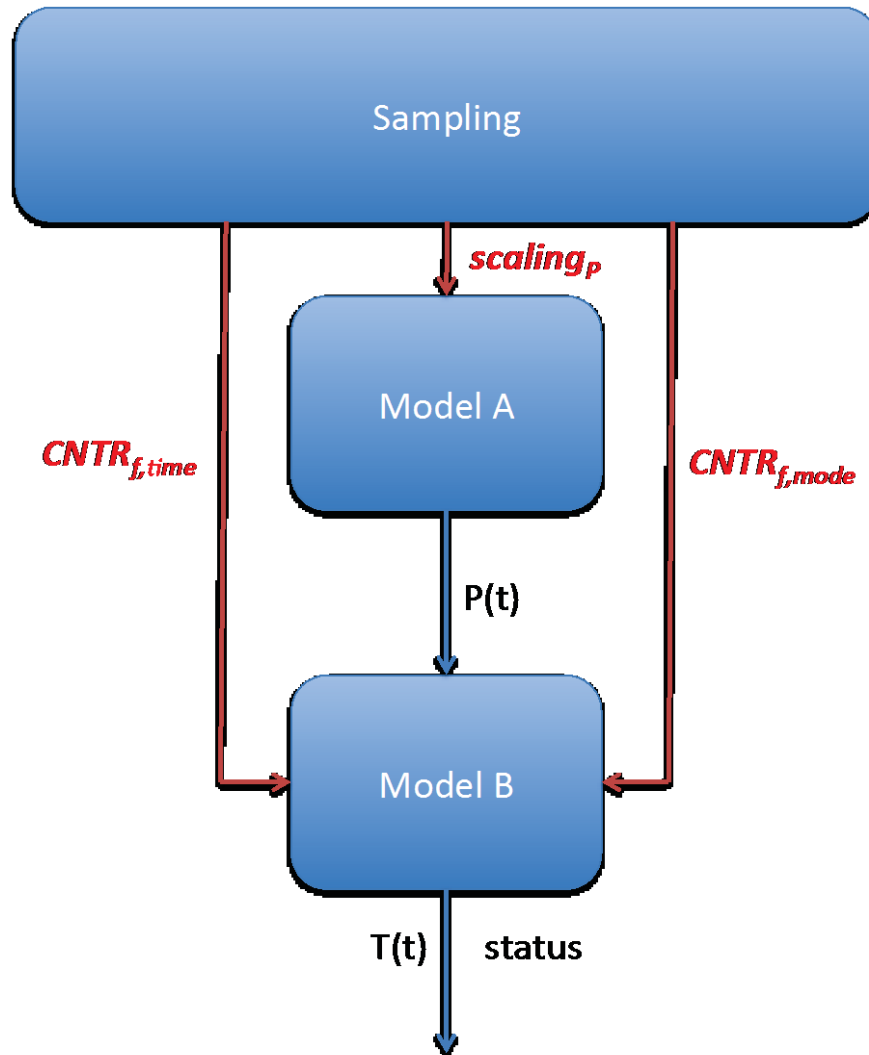 Sampling
scalingP
Model A
CNTRf,time
CNTRf,mode
P(t)
Model B
T(t) status